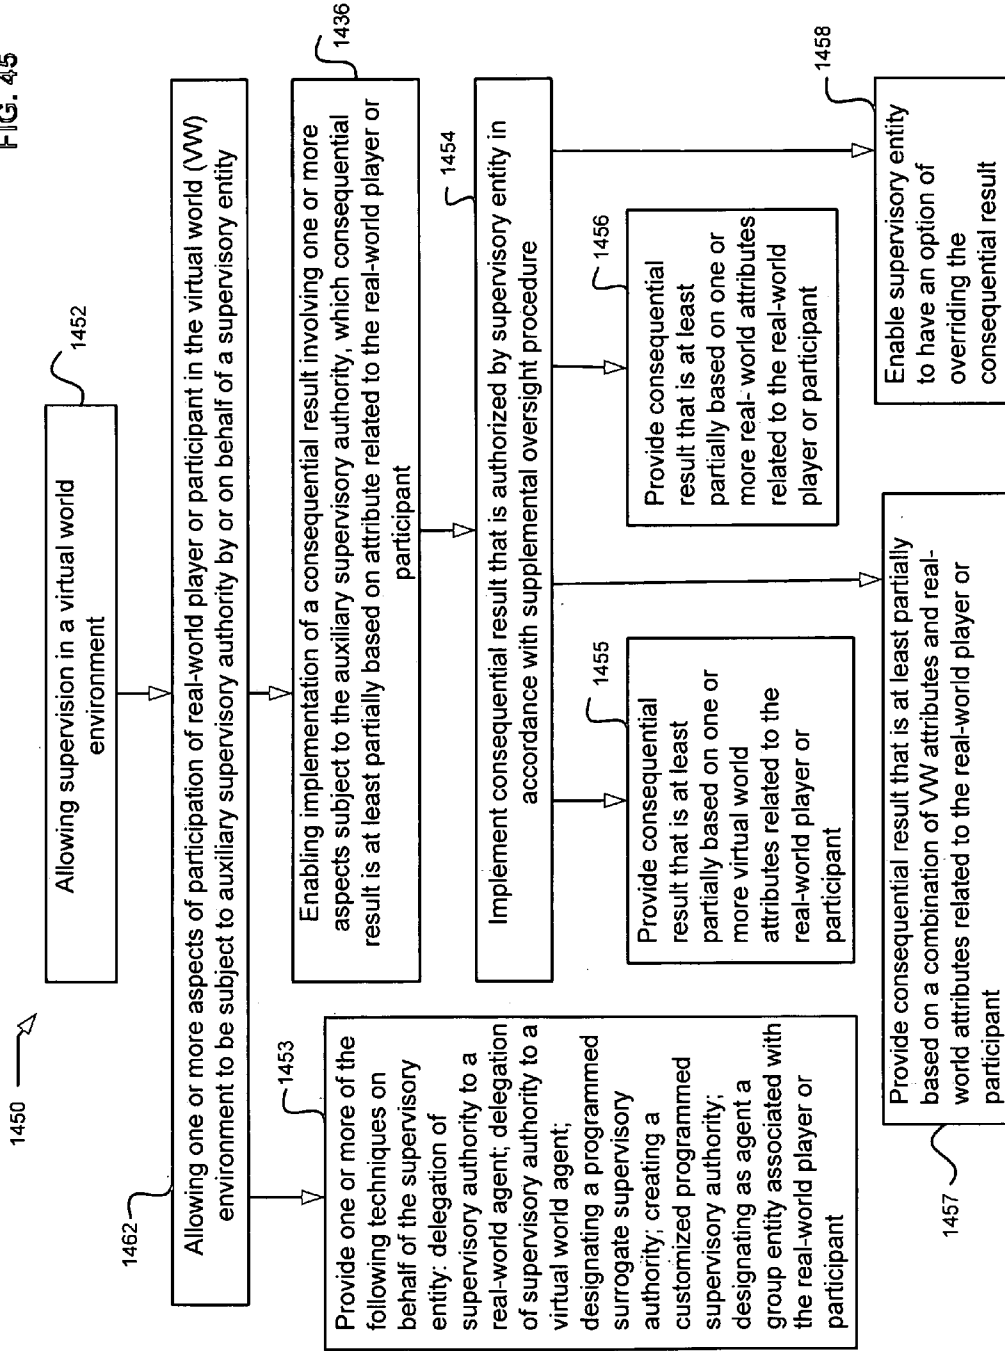 FIG. 45
1450
Allowing supervision in a virtual world
environment
1452
1462
Allowing one or more aspects of participation of real-world player or participant in the virtual world (VW)
environment to be subject to auxiliary supervisory authority by or on behalf of a supervisory entity
1453
Provide one or more of the
following techniques on
behalf of the supervisory
entity: delegation of
supervisory authority to a
real-world agent; delegation
of supervisory authority to a
virtual world agent;
designating a programmed
surrogate supervisory
authority; creating a
customized programmed
supervisory authority;
designating as agent a
group entity associated with
the real-world player or
participant
1436
Enabling implementation of a consequential result involving one or more
aspects subject to the auxiliary supervisory authority, which consequential
result is at least partially based on attribute related to the real-world player or
participant
1454
Implement consequential result that is authorized by supervisory entity in
accordance with supplemental oversight procedure
1455
Provide consequential
result that is at least
partially based on one or
more virtual world
attributes related to the
real-world player or
participant
1456
Provide consequential
result that is at least
partially based on one or
more real- world attributes
related to the real-world
player or participant
1457
Provide consequential result that is at least partially
based on a combination of VW attributes and real-
world attributes related to the real-world player or
participant
1458
Enable supervisory entity
to have an option of
overriding the
consequential result